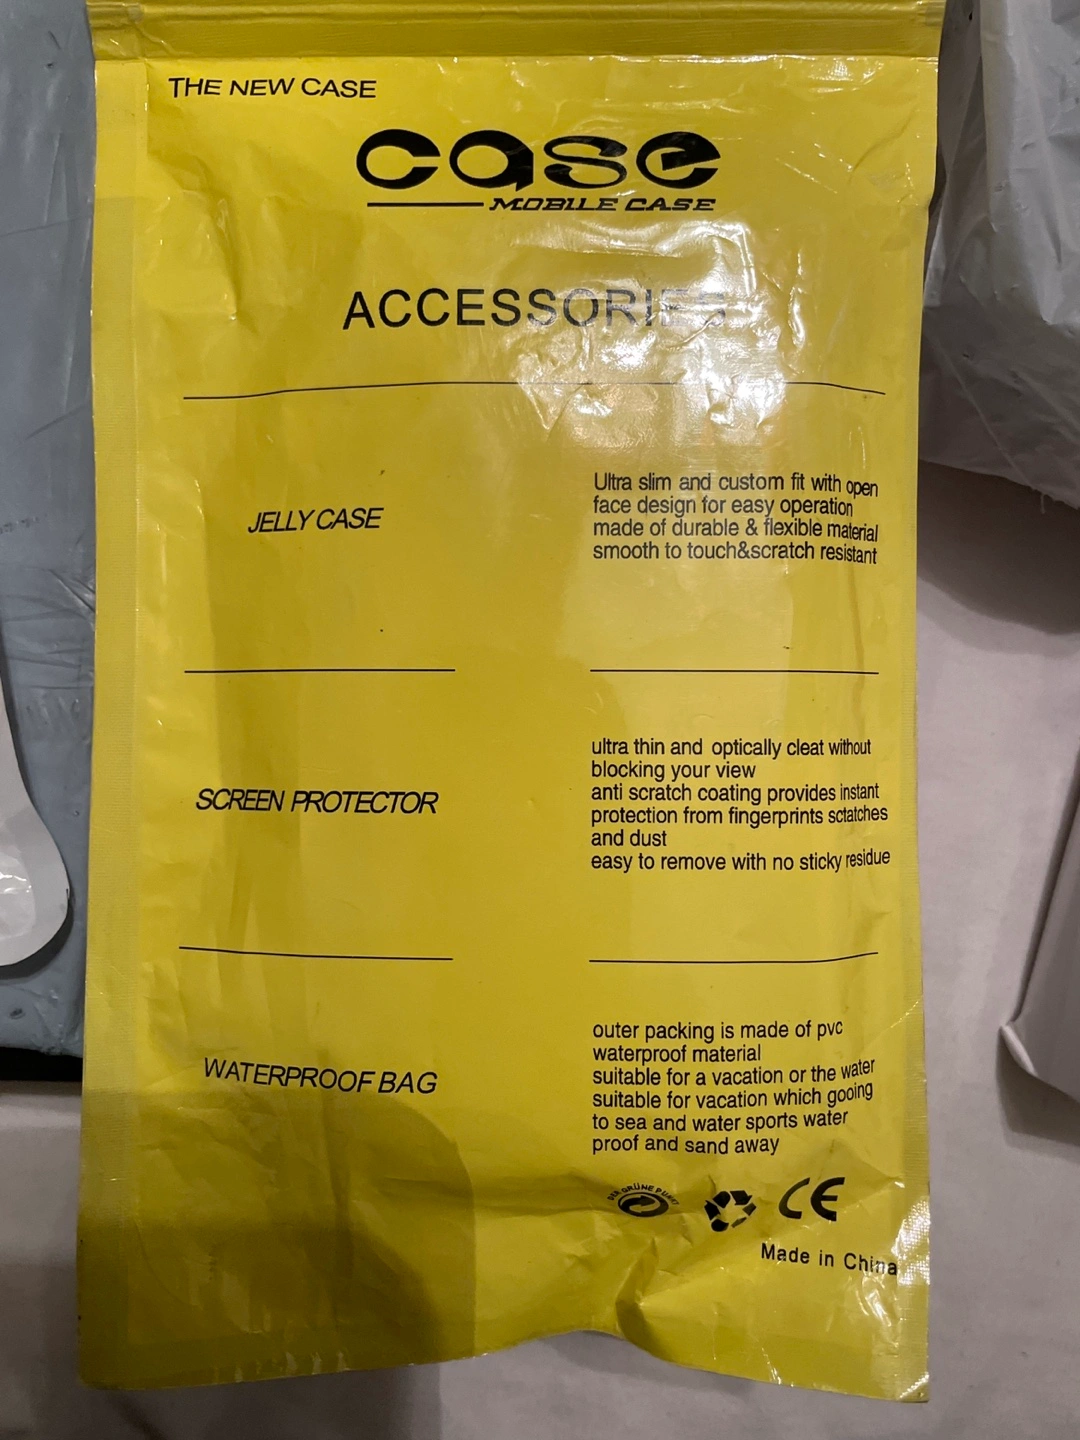 THE NEW CASE
case
MOBILE CASE
ACCESSORIES
JELLY CASE
Ultra slim and custom fit with open
face design for easy operation
made of durable & flexible material
smooth to touch&scratch resistant
SCREEN PROTECTOR
ultra thin and optically cleat without
blocking your view
anti scratch coating provides instant
protection from fingerprints sctatches
and dust
easy to remove with no sticky residue
WATERPROOF BAG
outer packing is made of pvc
waterproof material
suitable for a vacation or the water
suitable for vacation which gooing
to sea and water sports water
proof and sand away
DER GRÜNE PUNKT
CE
Made in China